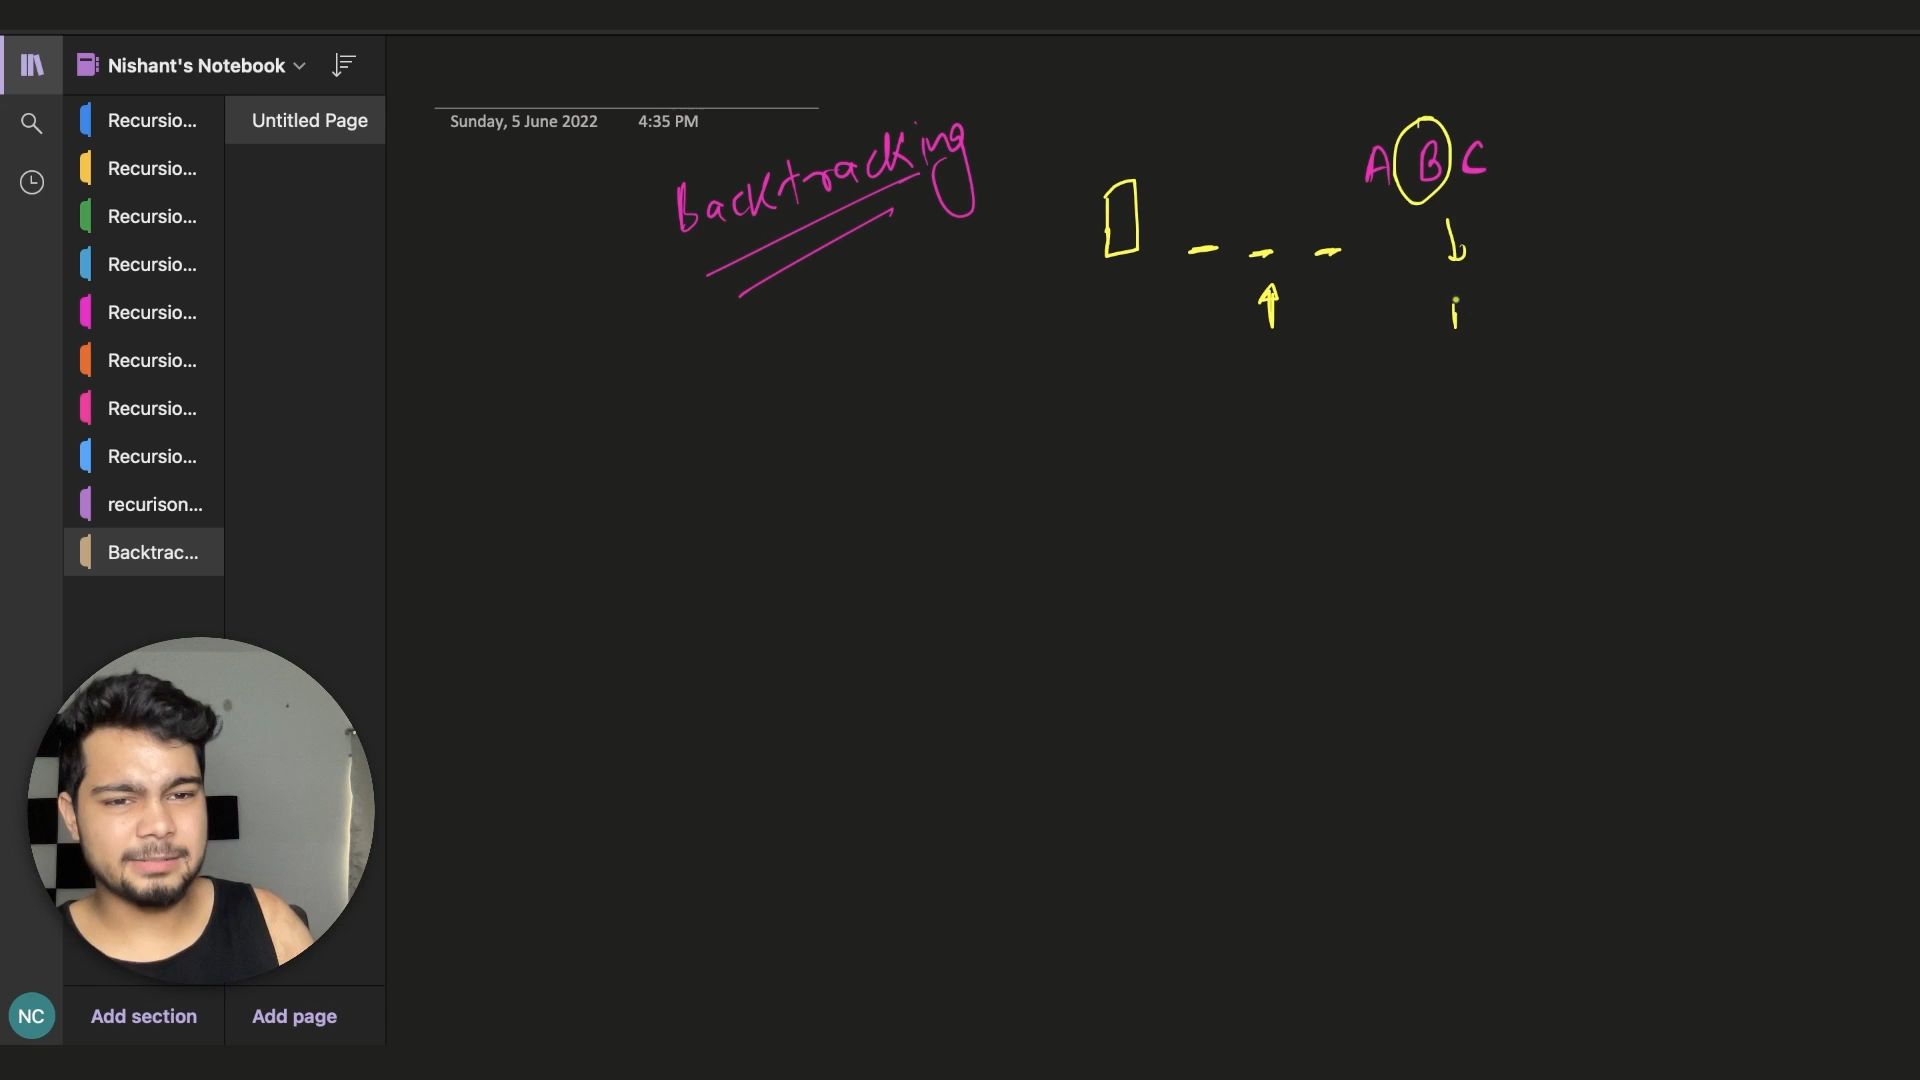 Nishant's Notebook
Recursio...
Recursio...
Recursio...
Recursio...
Recursio...
Recursio...
Recursio...
Recursio...
recurison...
Backtrac...
Untitled Page
Sunday, 5 June 2022 4:35 PM
Backtracking
A B C
i
NC
Add section
Add page